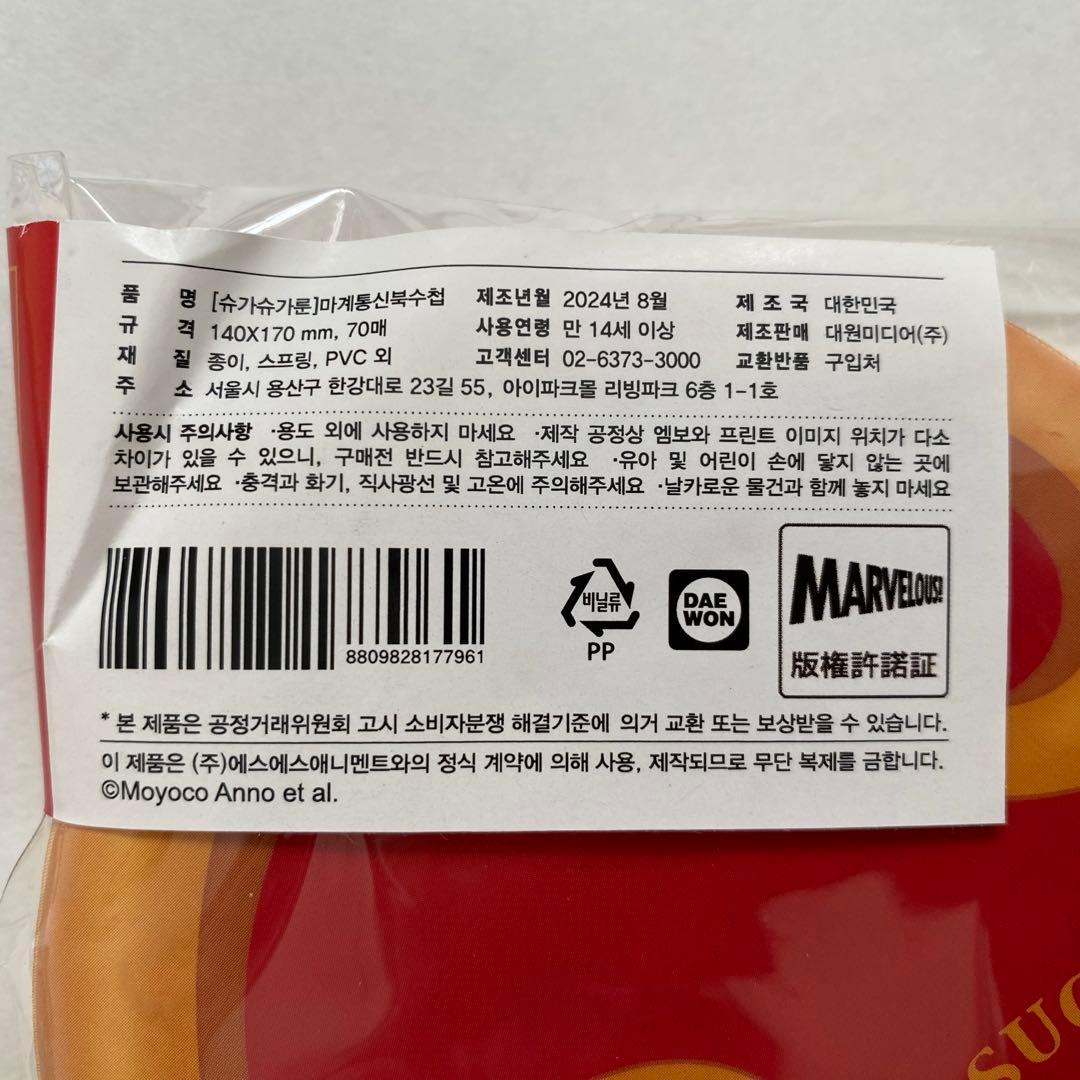 품 명 [슈가슈가룬]마계통신북수첩 제조년월 2024년 8월 제 조 국 대한민국
규 격 140X170 mm, 70매 사용연령 만 14세 이상 제조판매 대원미디어(주)
재 질 종이, 스프링, PVC 외 고객센터 02-6373-3000 교환반품 구입처
주 소 서울시 용산구 한강대로 23길 55, 아이파크몰 리빙파크 6층 1-1호
사용시 주의사항 ·용도 외에 사용하지 마세요 ·제작 공정상 엠보와 프린트 이미지 위치가 다소
차이가 있을 수 있으니, 구매전 반드시 참고해주세요 ·유아 및 어린이 손에 닿지 않는 곳에
보관해주세요 ·충격과 화기, 직사광선 및 고온에 주의해주세요 ·날카로운 물건과 함께 놓지 마세요
8809828177961
비닐류
PP
DAE
WON
MARVELOUS!
版権許諾証
* 본 제품은 공정거래위원회 고시 소비자분쟁 해결기준에 의거 교환 또는 보상받을 수 있습니다.
이 제품은 (주)에스에스애니멘트와의 정식 계약에 의해 사용, 제작되므로 무단 복제를 금합니다.
©Moyoco Anno et al.
SUG